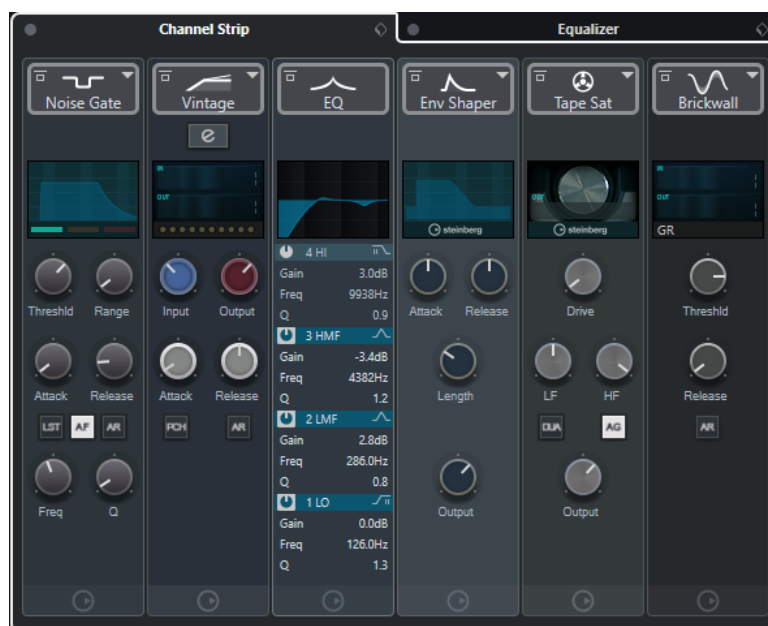 Channel Strip
Equalizer
Noise Gate
Vintage
EQ
Env Shaper
Tape Sat
Brickwall
e
IN
OUT
steinberg
OUT
steinberg
IN
OUT
GR
Threshld
Range
Attack
Release
LST
AF
AR
Freq
Q
Input
Output
Attack
Release
PCH
AR
4 HI
Gain 3.0dB
Freq 9938Hz
Q 0.9
3 HMF
Gain -3.4dB
Freq 4382Hz
Q 1.2
2 LMF
Gain 2.8dB
Freq 286.0Hz
Q 0.8
1 LO
Gain 0.0dB
Freq 126.0Hz
Q 1.3
Attack
Release
Length
Output
Drive
LF
HF
DUA
AG
Output
Threshld
Release
AR